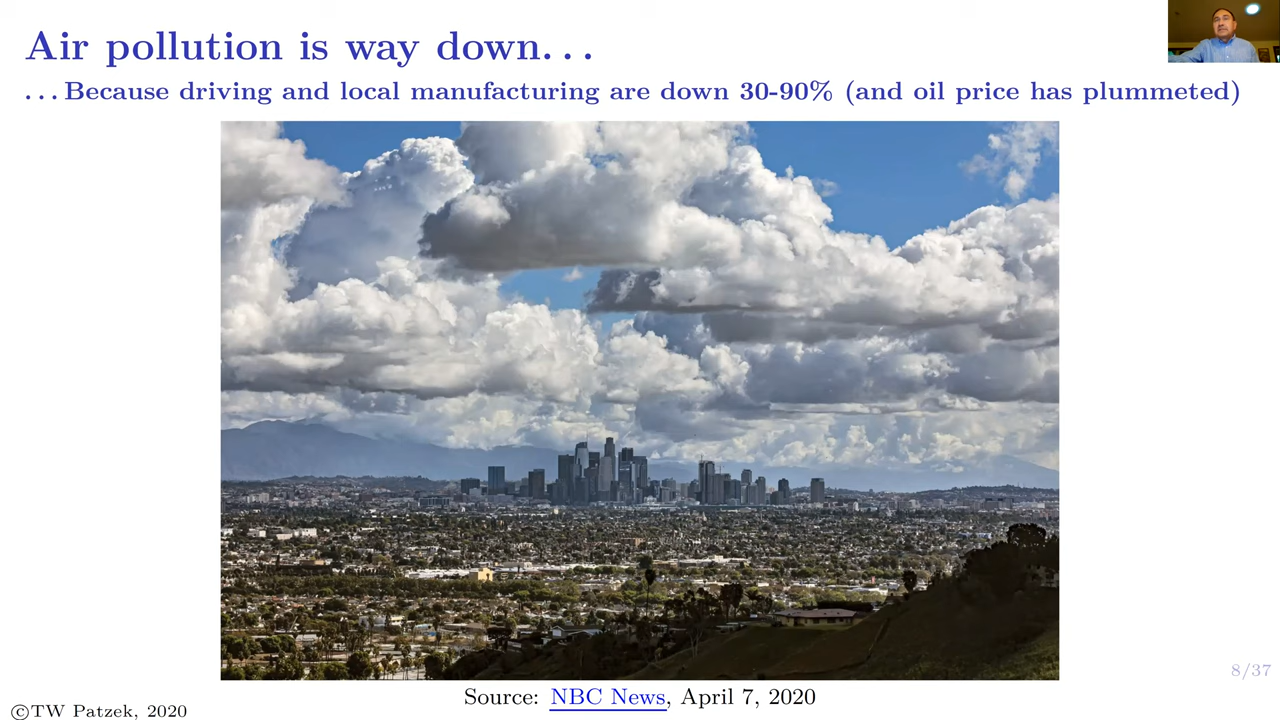 Air pollution is way down. . .
. . . Because driving and local manufacturing are down 30-90% (and oil price has plummeted)
8/37
Source: NBC News, April 7, 2020
©TW Patzek, 2020